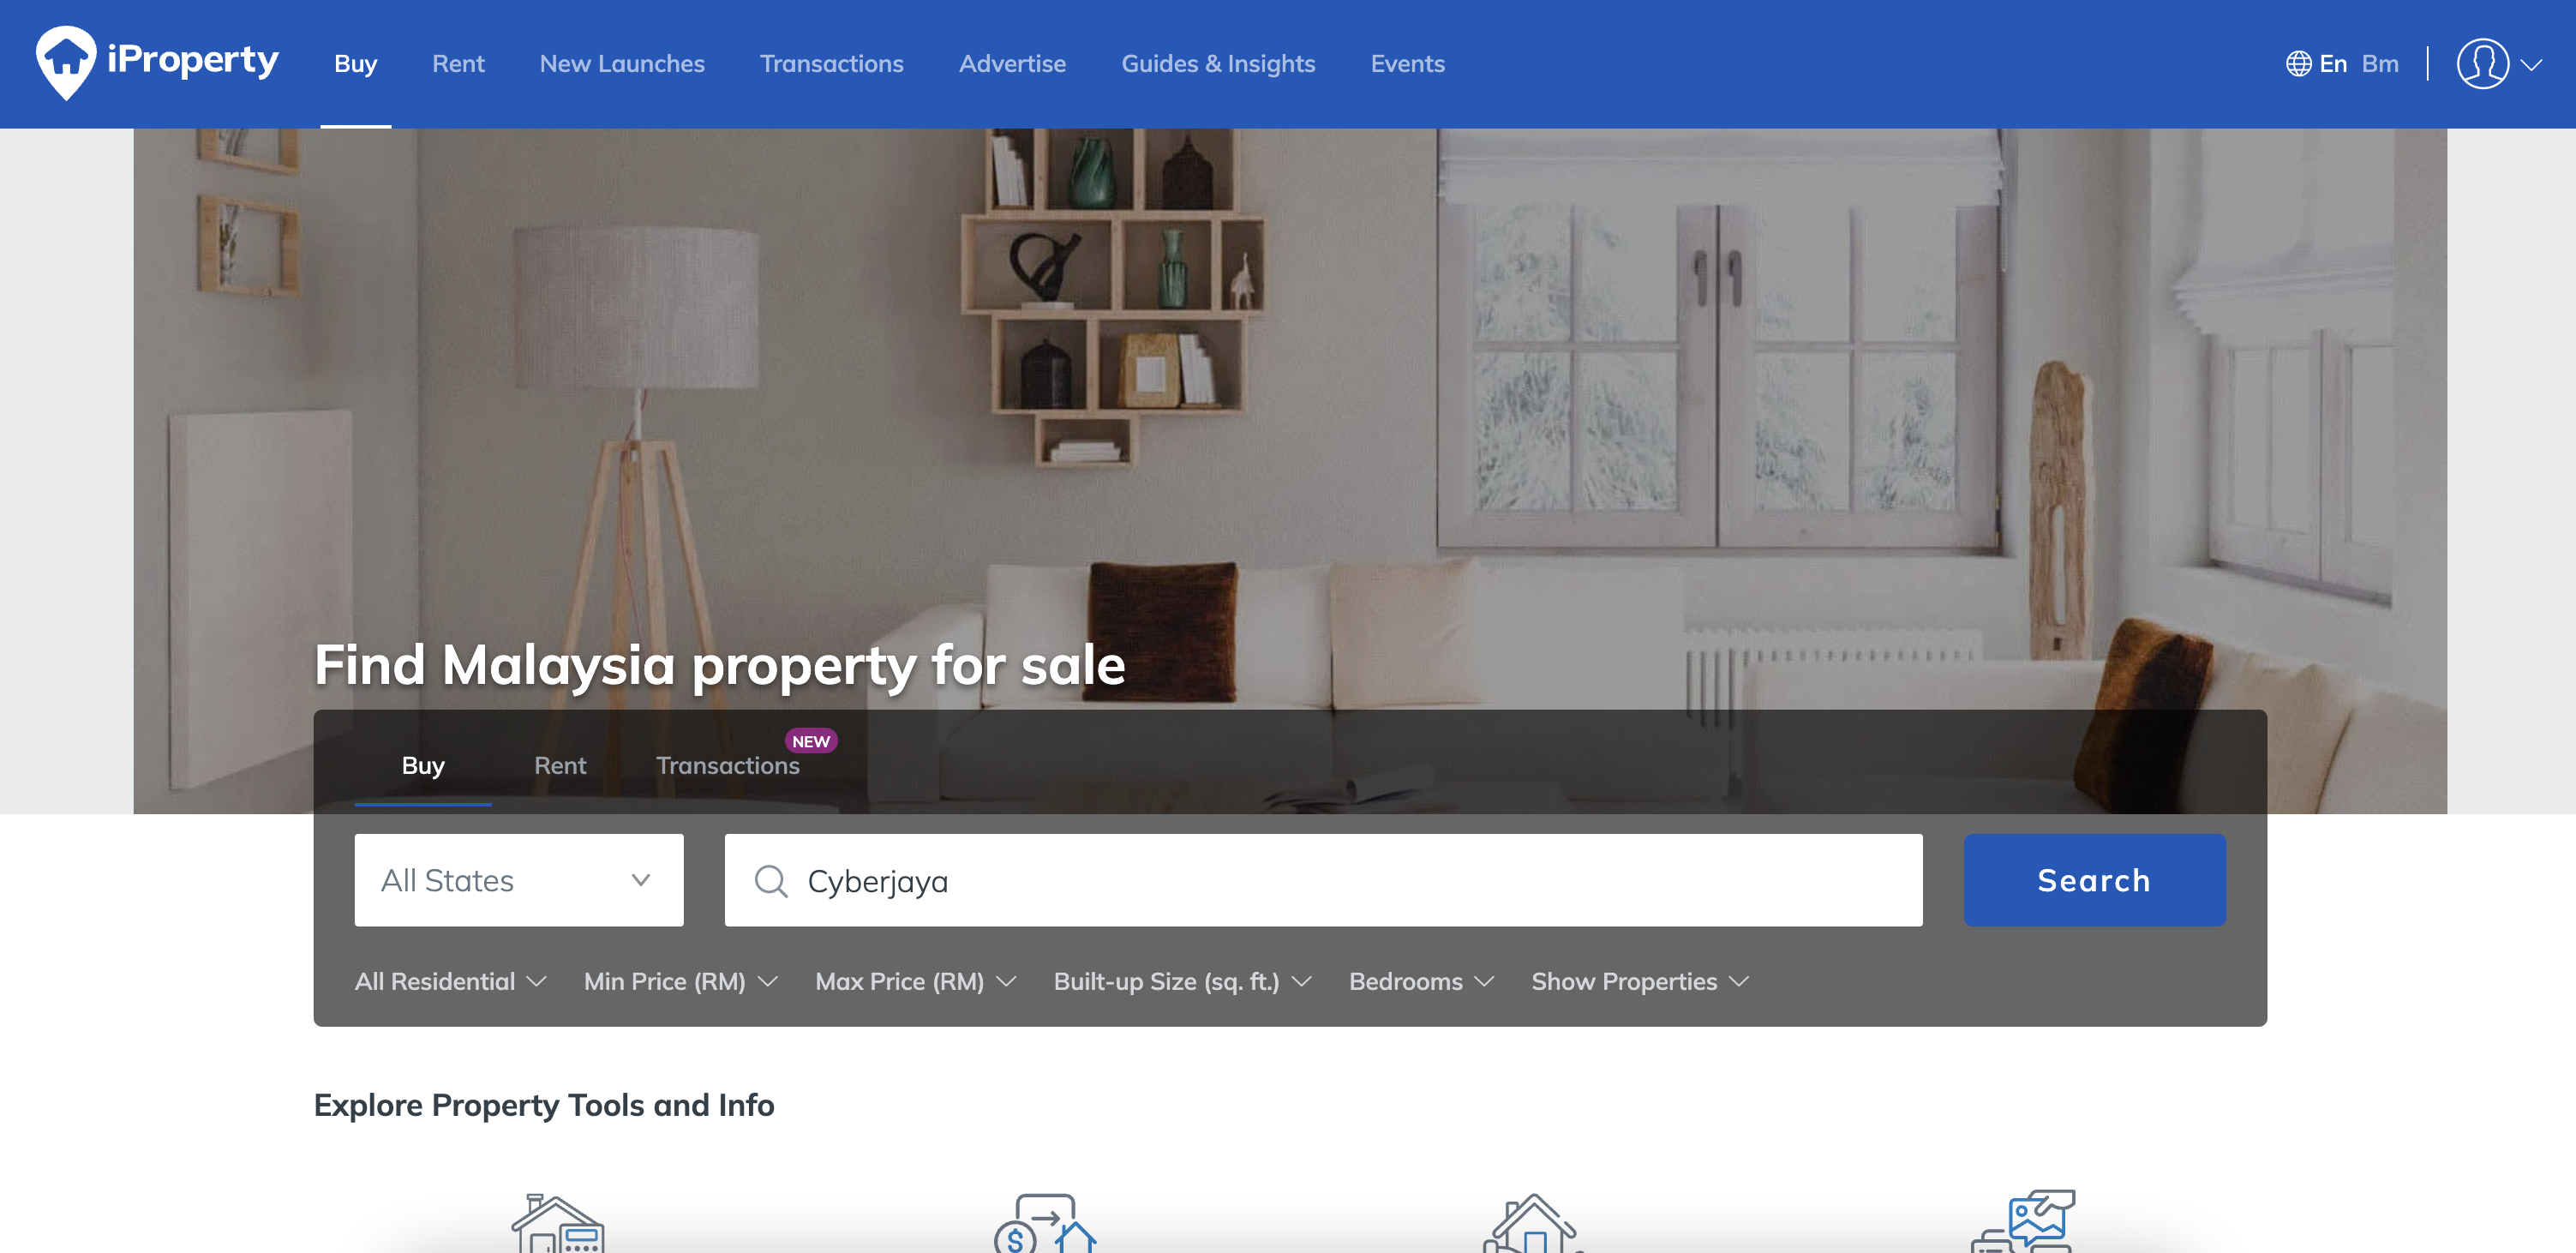 iProperty Buy Rent New Launches Transactions Advertise Guides & Insights Events En Bm
Find Malaysia property for sale
NEW
Buy Rent Transactions
All States Cyberjaya Search
All Residential Min Price (RM) Max Price (RM) Built-up Size (sq. ft.) Bedrooms Show Properties
Explore Property Tools and Info
$